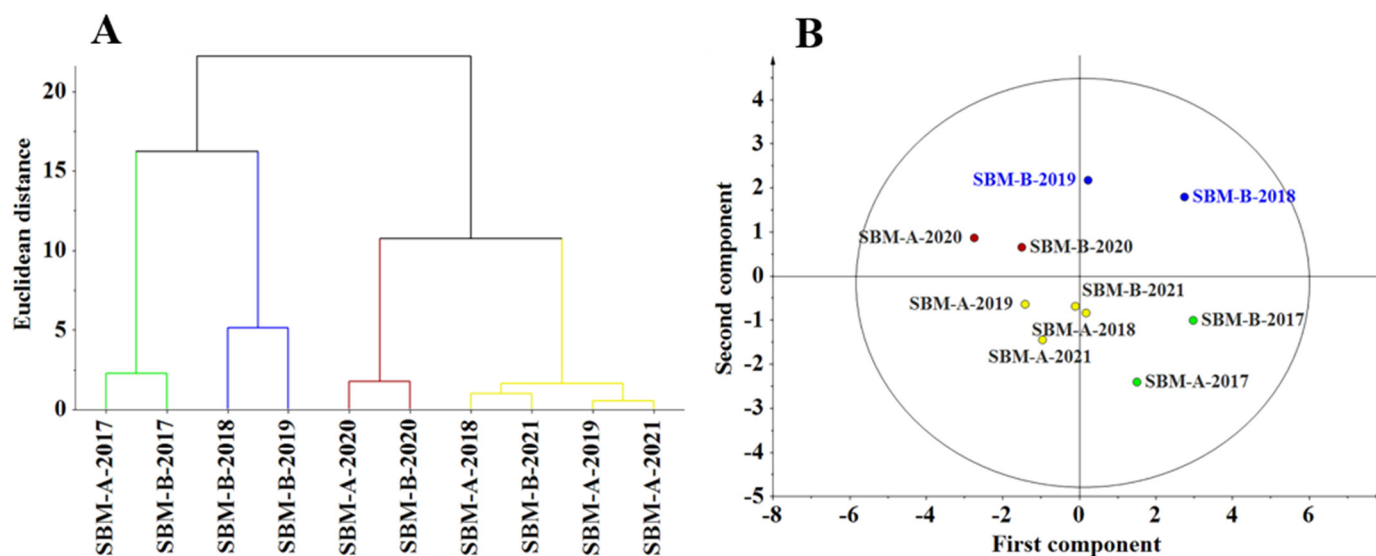 A
Euclidean distance
20
15
10
5
0
SBM-A-2017
SBM-B-2017
SBM-B-2018
SBM-B-2019
SBM-A-2020
SBM-B-2020
SBM-A-2018
SBM-B-2021
SBM-A-2019
SBM-A-2021
B
Second component
4
3
2
1
0
-1
-2
-3
-4
-5
SBM-B-2019
SBM-B-2018
SBM-A-2020
SBM-B-2020
SBM-A-2019
SBM-B-2021
SBM-A-2018
SBM-B-2017
SBM-A-2021
SBM-A-2017
-8 -6 -4 -2 0 2 4 6
First component